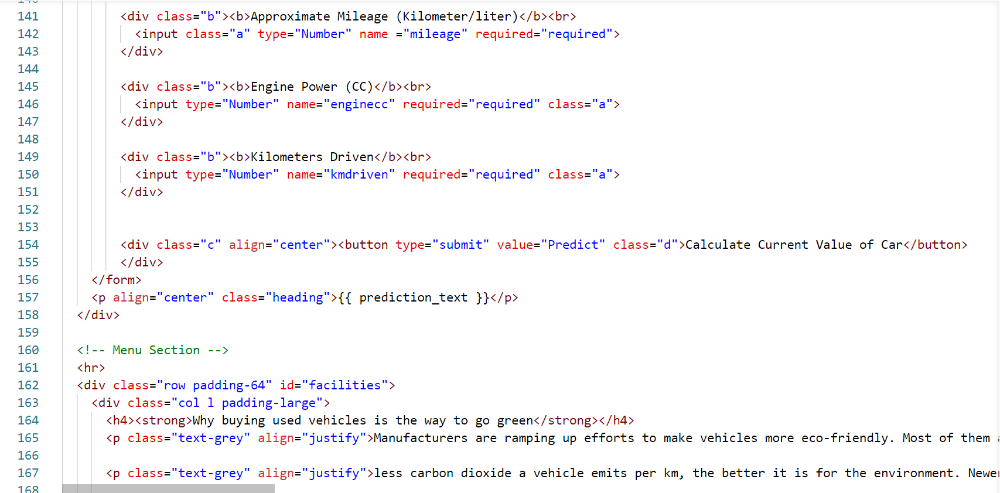 141 <div class="b"><b>Approximate Mileage (Kilometer/liter)</b><br>
142 <input class="a" type="Number" name ="mileage" required="required">
143 </div>
144
145 <div class="b"><b>Engine Power (CC)</b><br>
146 <input type="Number" name="enginecc" required="required" class="a">
147 </div>
148
149 <div class="b"><b>Kilometers Driven</b><br>
150 <input type="Number" name="kmdriven" required="required" class="a">
151 </div>
152
153
154 <div class="c" align="center"><button type="submit" value="Predict" class="d">Calculate Current Value of Car</button>
155 </div>
156 </form>
157 <p align="center" class="heading">{{ prediction_text }}</p>
158 </div>
159
160 <!-- Menu Section -->
161 <hr>
162 <div class="row padding-64" id="facilities">
163 <div class="col l padding-large">
164 <h4><strong>Why buying used vehicles is the way to go green</strong></h4>
165 <p class="text-grey" align="justify">Manufacturers are ramping up efforts to make vehicles more eco-friendly. Most of them
166
167 <p class="text-grey" align="justify">less carbon dioxide a vehicle emits per km, the better it is for the environment. Newe
168